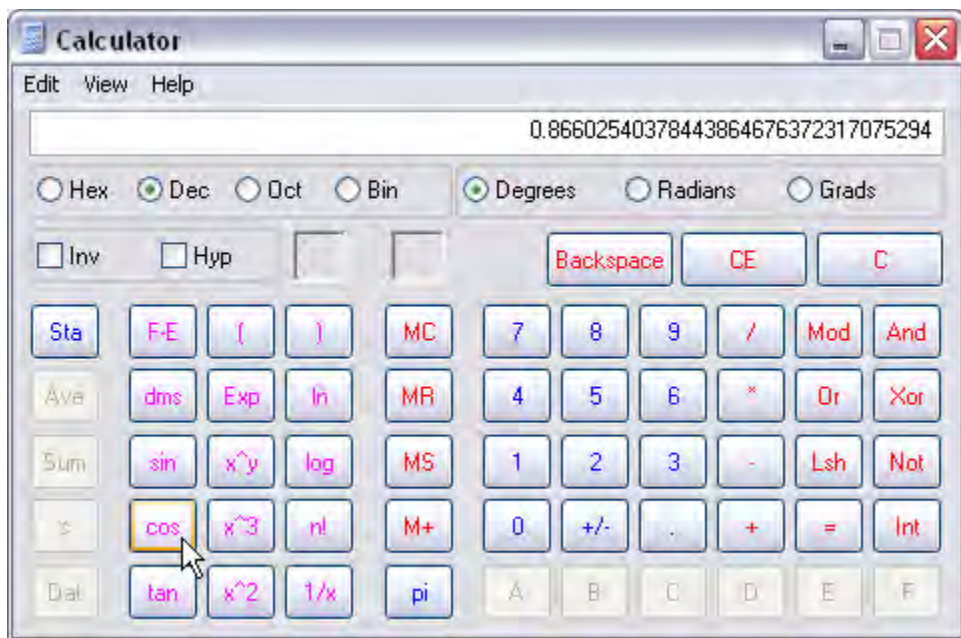 Calculator
Edit View Help
0.86602540378443864676372317075294
Hex Dec Oct Bin Degrees Radians Grads
Inv Hyp Backspace CE C
Sta F-E ( ) MC 7 8 9 / Mod And
Ave dms Exp ln MR 4 5 6 * Or Xor
Sum sin x^y log MS 1 2 3 - Lsh Not
s cos x^3 n! M+ 0 +/- . + = Int
Dat tan x^2 1/x pi A B C D E F